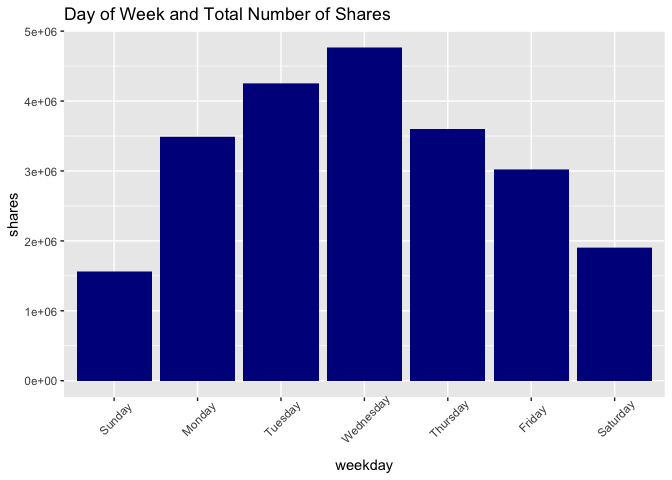 Day of Week and Total Number of Shares
5e+06
4e+06
3e+06
2e+06
1e+06
0e+00
shares
Sunday
Monday
Tuesday
Wednesday
Thursday
Friday
Saturday
weekday